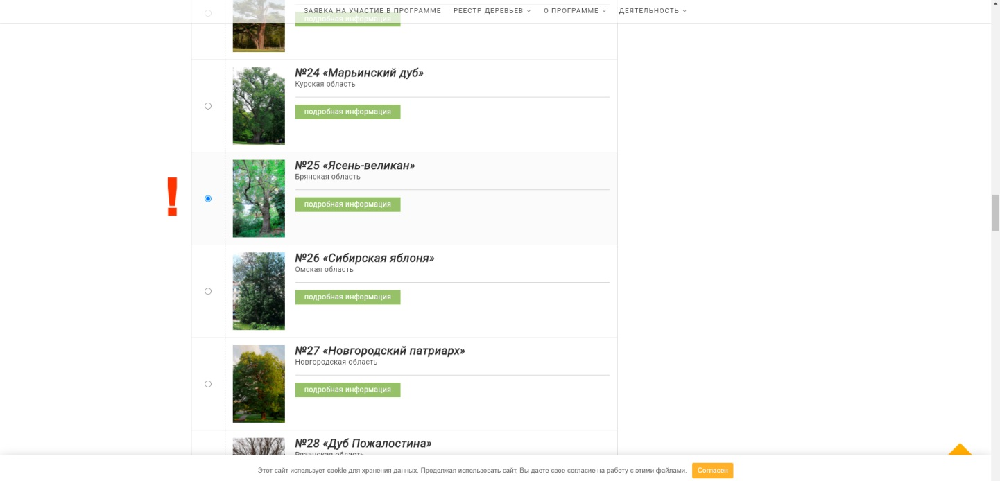 ЗАЯВКА НА УЧАСТИЕ В ПРОГРАММЕ РЕЕСТР ДЕРЕВЬЕВ О ПРОГРАММЕ ДЕЯТЕЛЬНОСТЬ
подробная информация
№24 «Марьинский дуб»
Курская область
подробная информация
№25 «Ясень-великан»
Брянская область
подробная информация
!
№26 «Сибирская яблоня»
Омская область
подробная информация
№27 «Новгородский патриарх»
Новгородская область
подробная информация
№28 «Дуб Пожалостина»
Рязанская область
Этот сайт использует cookie для хранения данных. Продолжая использовать сайт, Вы даете свое согласие на работу с этими файлами. Согласен